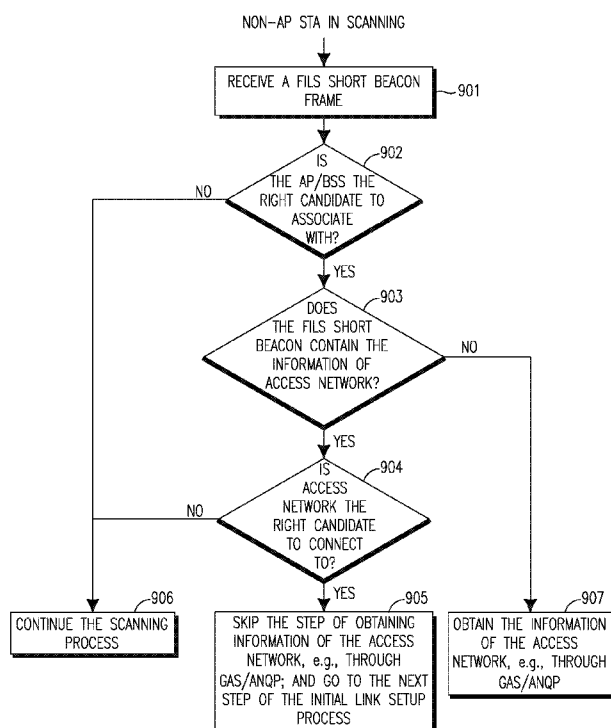 NON-AP STA IN SCANNING
RECEIVE A FILS SHORT BEACON
FRAME
901
902
IS
THE AP/BSS THE
RIGHT CANDIDATE TO
ASSOCIATE
WITH?
NO
YES
903
DOES
THE FILS SHORT
BEACON CONTAIN THE
INFORMATION OF
ACCESS NETWORK?
NO
YES
904
IS
ACCESS
NETWORK THE
RIGHT CANDIDATE
TO CONNECT
TO?
NO
YES
906
CONTINUE THE SCANNING
PROCESS
905
SKIP THE STEP OF OBTAINING
INFORMATION OF THE ACCESS
NETWORK, e.g., THROUGH
GAS/ANQP; AND GO TO THE NEXT
STEP OF THE INITIAL LINK SETUP
PROCESS
907
OBTAIN THE INFORMATION
OF THE ACCESS
NETWORK, e.g., THROUGH
GAS/ANQP